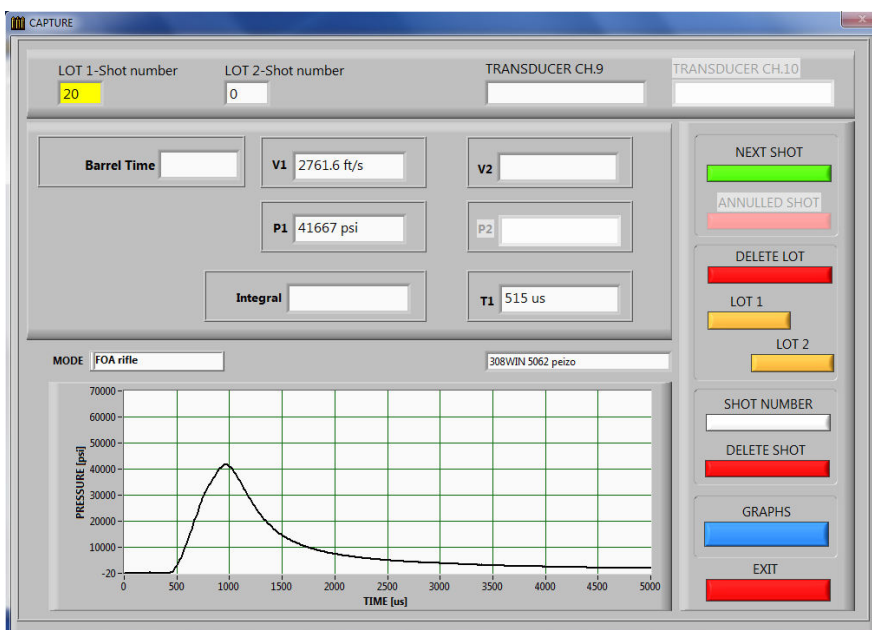 CAPTURE
LOT 1-Shot number
LOT 2-Shot number
TRANSDUCER CH.9
TRANSDUCER CH.10
20
0
Barrel Time
V1
2761.6 ft/s
V2
P1
41667 psi
P2
Integral
T1
515 us
NEXT SHOT
ANNULLED SHOT
DELETE LOT
LOT 1
LOT 2
SHOT NUMBER
DELETE SHOT
GRAPHS
EXIT
MODE
FOA rifle
308WIN 5062 peizo
PRESSURE [psi]
70000
60000
50000
40000
30000
20000
10000
-20
0
500
1000
1500
2000
2500
3000
3500
4000
4500
5000
TIME [us]